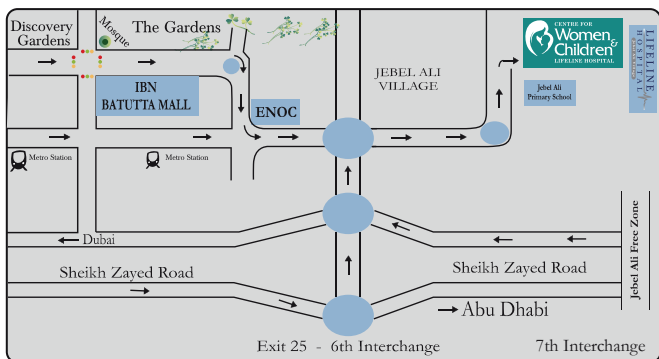 Discovery
Gardens
Mosque
The Gardens
CENTRE FOR
Women &
Children
LIFELINE HOSPITAL
LIFELINE
HOSPITAL
JEBEL ALI
VILLAGE
Jebel Ali
Primary School
IBN
BATUTTA MALL
ENOC
Metro Station
Metro Station
Dubai
Sheikh Zayed Road
Sheikh Zayed Road
Jebel Ali Free Zone
Abu Dhabi
Exit 25 - 6th Interchange
7th Interchange